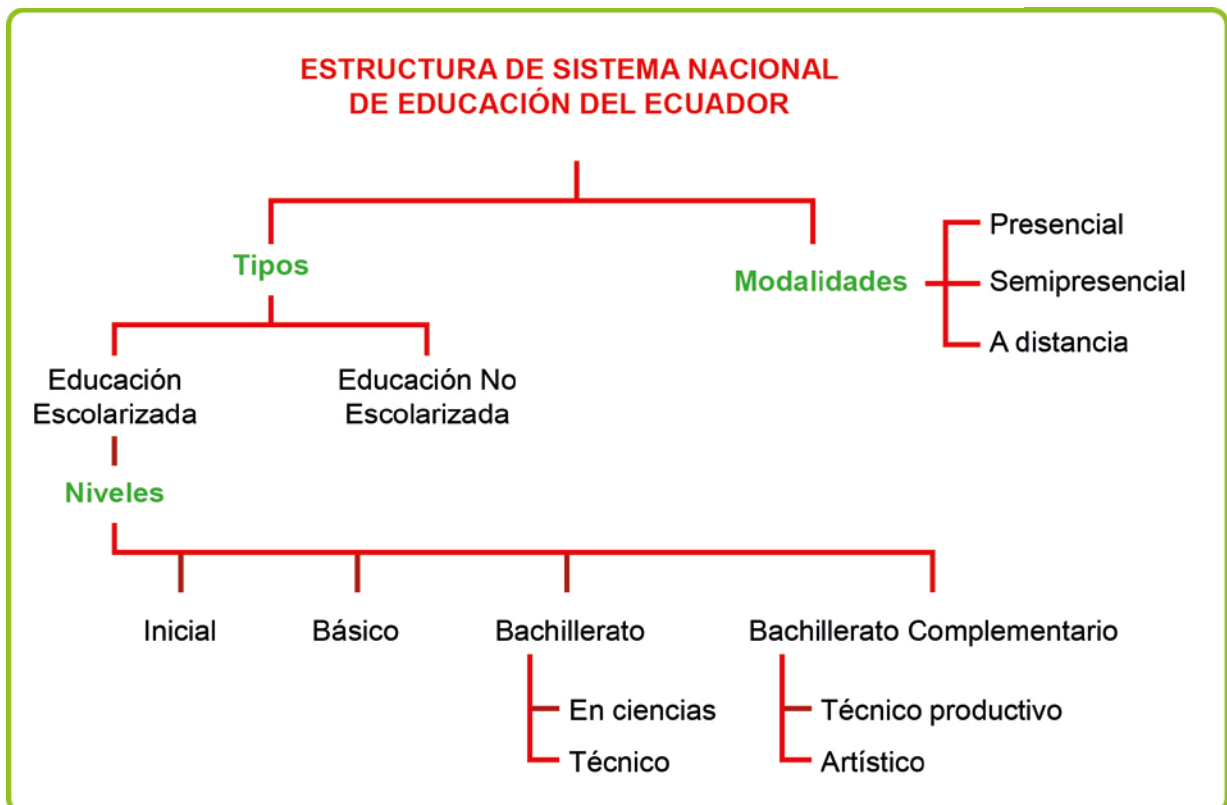 ESTRUCTURA DE SISTEMA NACIONAL
DE EDUCACIÓN DEL ECUADOR
Tipos
Modalidades
Presencial
Semipresencial
A distancia
Educación
Escolarizada
Educación No
Escolarizada
Niveles
Inicial
Básico
Bachillerato
En ciencias
Técnico
Bachillerato Complementario
Técnico productivo
Artístico